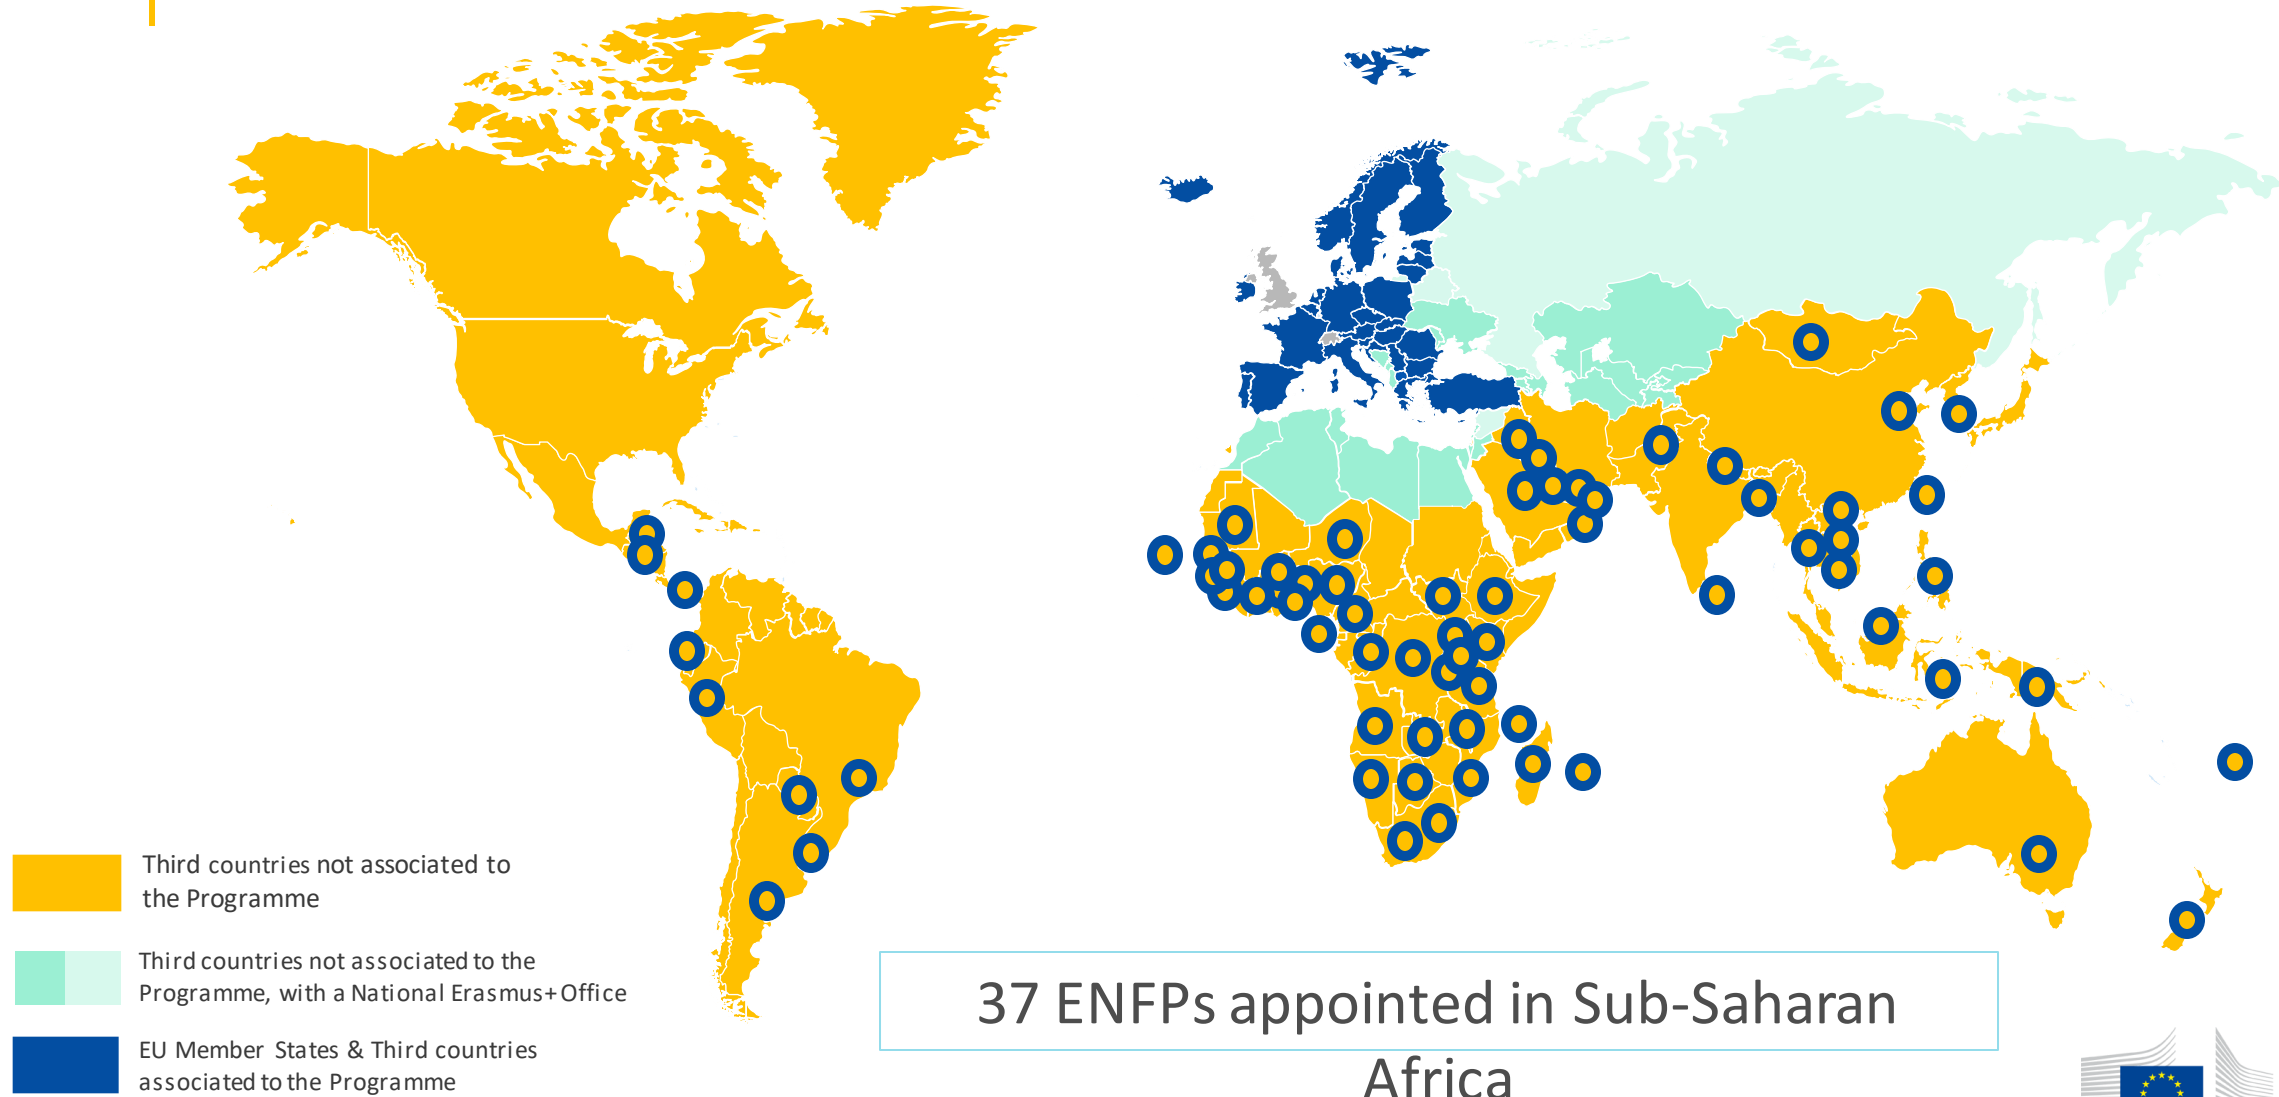 Third countries not associated to
the Programme
Third countries not associated to the
Programme, with a National Erasmus+ Office
EU Member States & Third countries
associated to the Programme
37 ENFPs appointed in Sub-Saharan
Africa